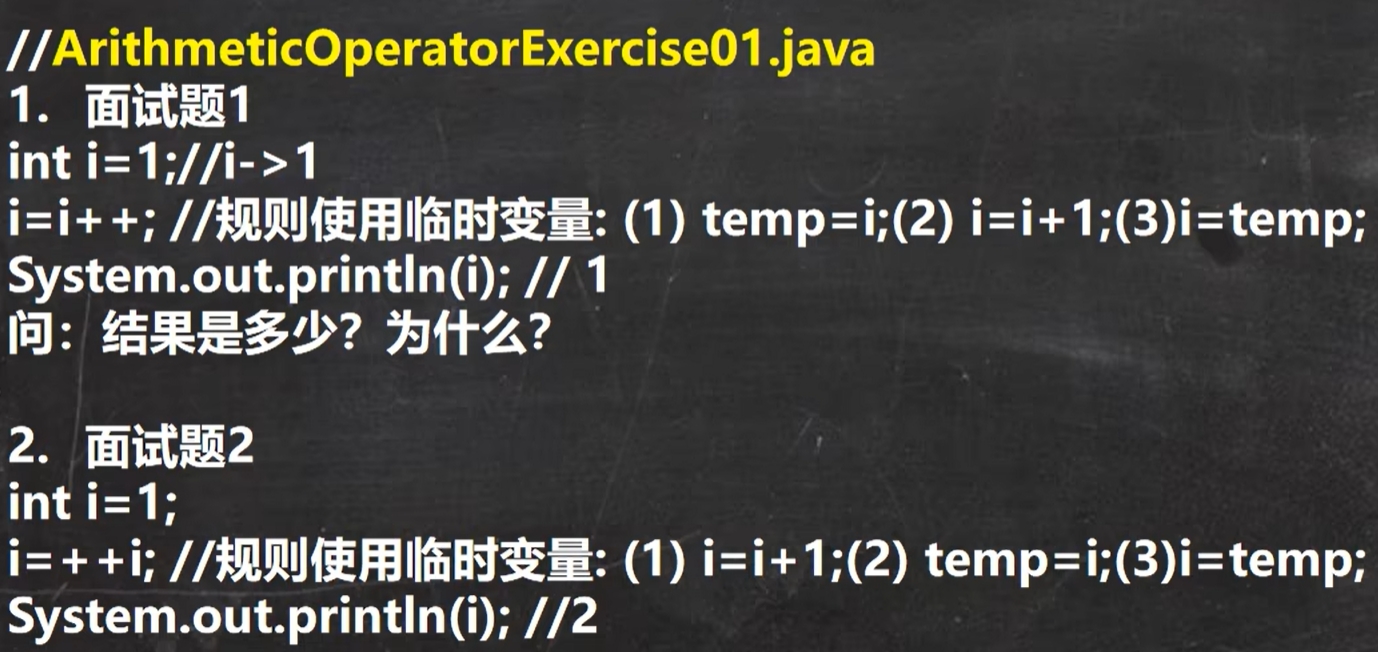 //ArithmeticOperatorExercise01.java
1. 面试题1
int i=1;//i->1
i=i++; //规则使用临时变量: (1) temp=i;(2) i=i+1;(3)i=temp;
System.out.println(i); // 1
问：结果是多少？为什么？
2. 面试题2
int i=1;
i=++i; //规则使用临时变量: (1) i=i+1;(2) temp=i;(3)i=temp;
System.out.println(i); //2